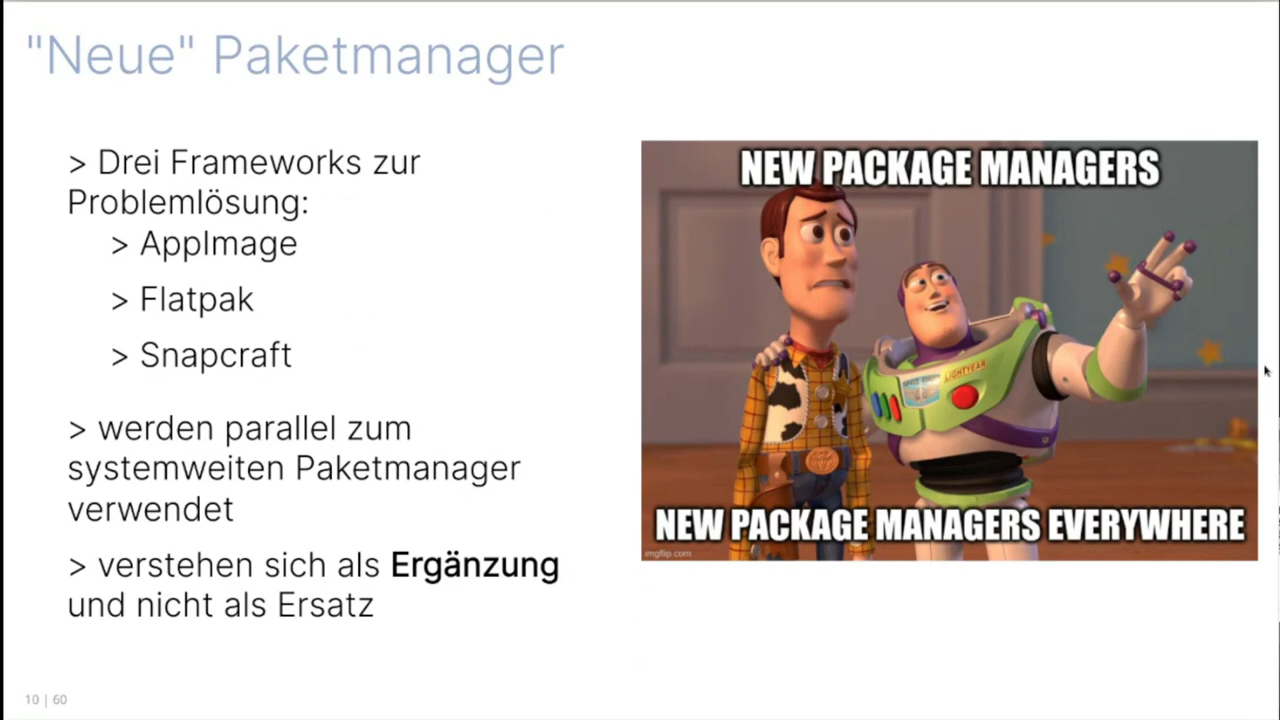 "Neue" Paketmanager
> Drei Frameworks zur
Problemlösung:
> AppImage
> Flatpak
> Snapcraft
> werden parallel zum
systemweiten Paketmanager
verwendet
> verstehen sich als Ergänzung
und nicht als Ersatz
NEW PACKAGE MANAGERS
LIGHTYEAR
NEW PACKAGE MANAGERS EVERYWHERE
imgflip.com
10 | 60